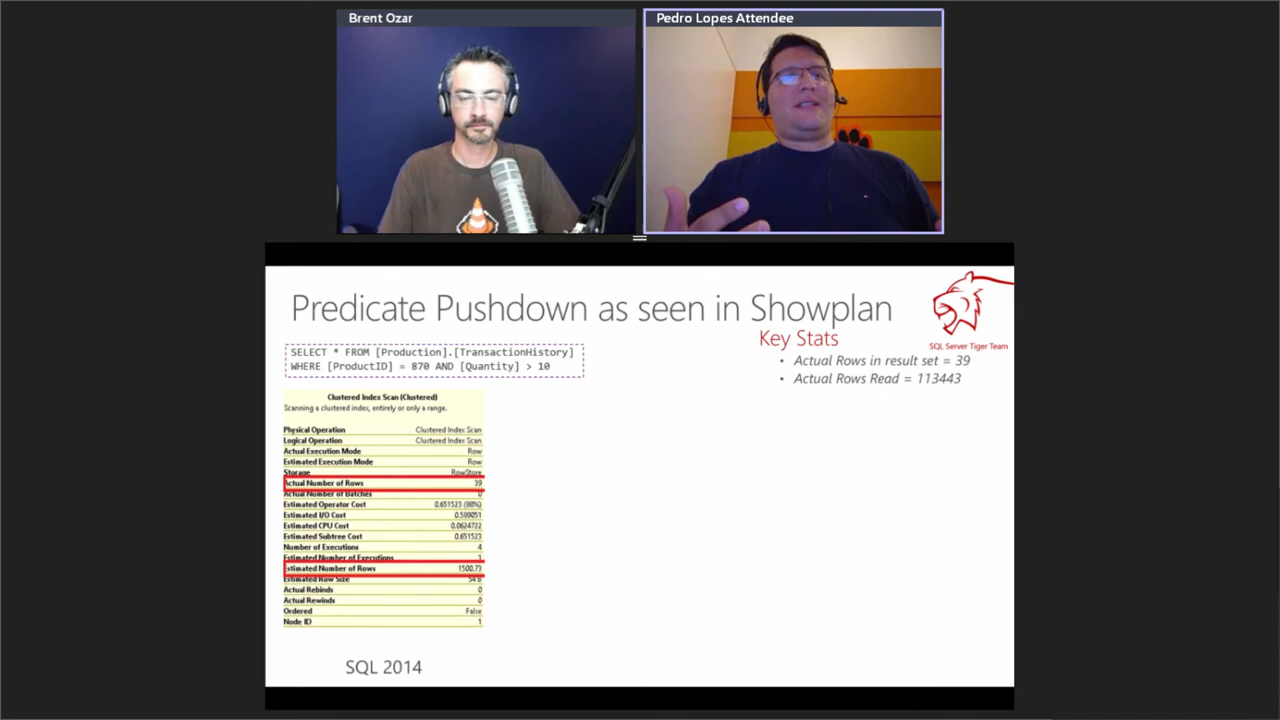 Brent Ozar
Pedro Lopes Attendee
Predicate Pushdown as seen in Showplan
SQL Server Tiger Team
Key Stats
• Actual Rows in result set = 39
• Actual Rows Read = 113443
SELECT * FROM [Production].[TransactionHistory]
WHERE [ProductID] = 870 AND [Quantity] > 10
Clustered Index Scan (Clustered)
Scanning a clustered index, entirely or only a range.
Physical Operation Clustered Index Scan
Logical Operation Clustered Index Scan
Actual Execution Mode Row
Estimated Execution Mode Row
Storage RowStore
Actual Number of Rows 39
Actual Number of Batches 0
Estimated Operator Cost 0.651523 (88%)
Estimated I/O Cost 0.589051
Estimated CPU Cost 0.0624722
Estimated Subtree Cost 0.651523
Number of Executions 4
Estimated Number of Executions 1
Estimated Number of Rows 1500.73
Estimated Row Size 54 B
Actual Rebinds 0
Actual Rewinds 0
Ordered False
Node ID 1
SQL 2014